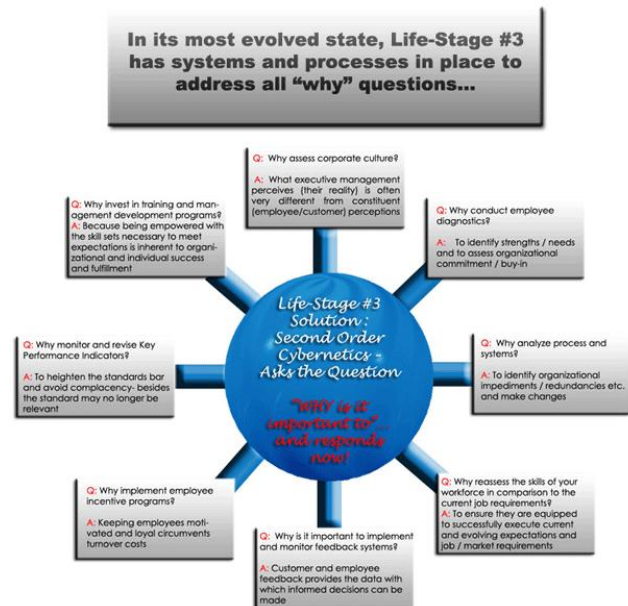 In its most evolved state, Life-Stage #3
has systems and processes in place to
address all “why” questions...
Q: Why assess corporate culture?
A: What executive management
perceives (their reality) is often
very different from constituent
(employee/customer) perceptions
Q: Why invest in training and man-
agement development programs?
A: Because being empowered with
the skill sets necessary to meet
expectations is inherent to organi-
zational and individual success
and fulfillment
Q: Why conduct employee
diagnostics?
A: To identify strengths / needs
and to assess organizational
commitment / buy-in
Life-Stage #3
Solution :
Second Order
Cybernetics -
Asks the Question
"WHY is it
important to"...
and responds
now!
Q: Why monitor and revise Key
Performance Indicators?
A: To heighten the standards bar
and avoid complacency- besides
the standard may no longer be
relevant
Q: Why analyze process and
systems?
A: To identify organizational
impediments / redundancies etc.
and make changes
Q: Why implement employee
incentive programs?
A: Keeping employees moti-
vated and loyal circumvents
turnover costs
Q: Why is it important to implement
and monitor feedback systems?
A: Customer and employee
feedback provides the data with
which informed decisions can be
made
Q: Why reassess the skills of your
workforce in comparison to the
current job requirements?
A: To ensure they are equipped
to successfully execute current
and evolving expectations and
job / market requirements